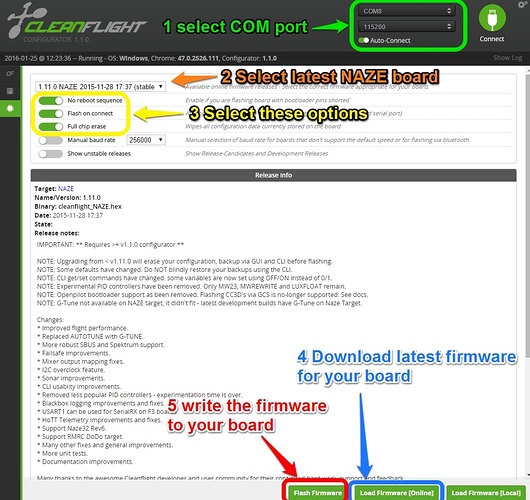 CLEANFLIGHT
CONFIGURATOR 1.1.0
1 select COM port
COM8
115200
Auto-Connect
Connect
2016-01-25 @ 12:23:36 -- Running - OS: Windows, Chrome: 47.0.2526.111, Configurator: 1.1.0
Show Log
CF
2 Select latest NAZE board
1.11.0 NAZE 2015-11-28 17:37 (stable
Available online firmware releases - Select the correct firmware appropriate for your board.
No reboot sequence
Enable if you are flashing with bootloader pins shorted
3 Select these options
Flash on connect
serial port)
Full chip erase
Wipes all configuration data currently stored on the board
Manual baud rate
256000
Manual selection of baud rate for boards that don't support the default speed or for flashing via bluetooth.
Show unstable releases
Show Release-Candidates and Development Releases
Release info
Target: NAZE
Name/Version: 1.11.0
Binary: cleanflight_NAZE.hex
Date: 2015-11-28 17:37
State:
Release notes:
IMPORTANT: ** Requires >= v1.1.0 configurator **
NOTE: Upgrading from < v1.11.0 will erase your configuration, backup via GUI and CLI before flashing.
NOTE: Some defaults have changed. Do NOT blindly restore your backups using the CLI.
NOTE: CLI get/set commands have changed. some variables are now set using OFF/ON instead of 0/1.
NOTE: Experimental PID controllers have been removed. Only MW23, MWREWRITE and LUXFLOAT remain.
NOTE: Openpilot bootloader support as been removed. Flashing CC3D's via GCS is no-longer supported. See docs.
NOTE: G-Tune not available on NAZE target, it didn't fit - latest development builds have G-Tune on Naze Target.
Changes:
* Improved flight performance.
* Replaced AUTOTUNE with G-TUNE.
* More robust SBUS and Spektrum support.
* Failsafe improvements.
* Mixer output mapping fixes.
* I2C overclock feature.
* Sonar improvements.
* CLI usability improvements.
* Removed less popular PID controllers - experimentation time is over.
* Blackbox logging improvements and fixes.
* USART1 can be used for SerialRX on F3 boa
* HoTT Telemetry improvements and fixes.
* Support Naze32 Rev6.
* Support RMRC DoDo target.
* Many other fixes and general improvements.
* More unit tests.
* Documentation improvements.
4 Download latest firmware
for your board
5 write the firmware
to your board
Many thanks to the awesome Cleanflight developer and user community for their
support and feedback
Flash Firmware
Load Firmware [Online]
Load Firmware [Local]